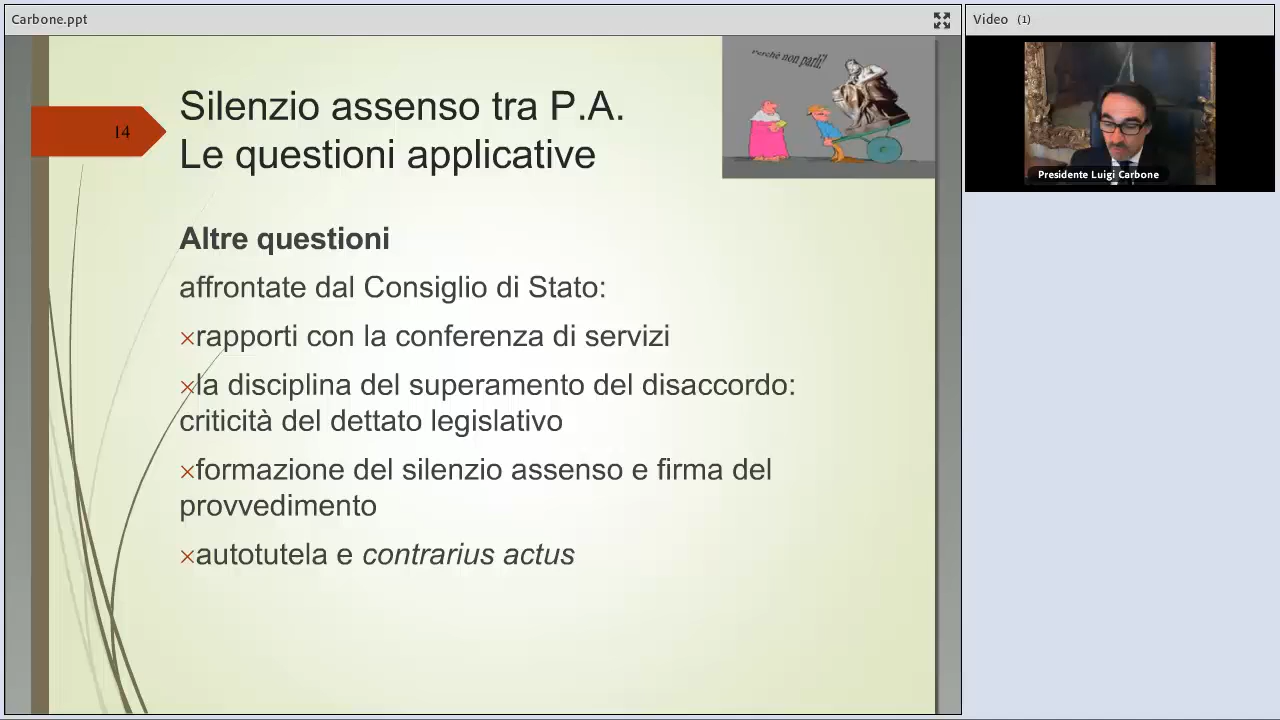 Carbone.ppt
Video (1)
Perchè non parli?
14
Silenzio assenso tra P.A.
Le questioni applicative
Presidente Luigi Carbone
Altre questioni
affrontate dal Consiglio di Stato:
×rapporti con la conferenza di servizi
×la disciplina del superamento del disaccordo:
criticità del dettato legislativo
×formazione del silenzio assenso e firma del
provvedimento
×autotutela e contrarius actus